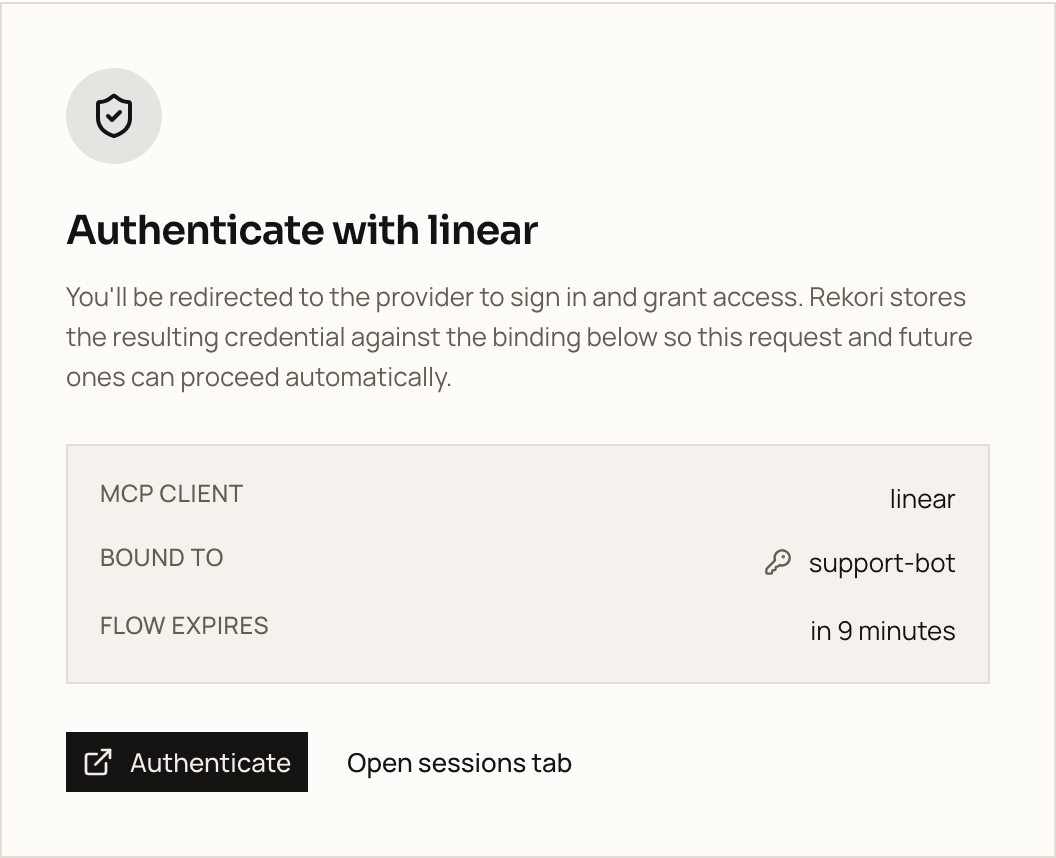 Authenticate with linear
You'll be redirected to the provider to sign in and grant access. Rekori stores
the resulting credential against the binding below so this request and future
ones can proceed automatically.
MCP CLIENT linear
BOUND TO support-bot
FLOW EXPIRES in 9 minutes
Authenticate Open sessions tab